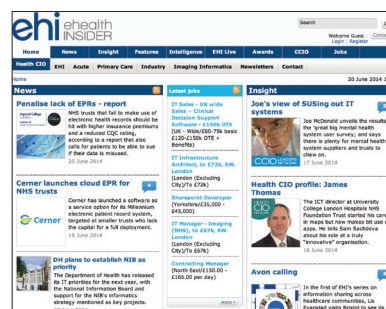 ehi ehealth INSIDER
Search
Welcome Guest
Login | Register
Home News Insight Features Intelligence EHI Live Awards CCIO Jobs
Health CIO EHI Acute Primary Care Industry Imaging Informatics Newsletters Contact
Home
20 June 2014
News
Penalise lack of EPRs - report
NHS trusts that fail to make use of
electronic health records should be
hit with higher insurance premiums
and a reduced CQC rating,
according to a report that also
calls for patients to be able to sue
if their data is misused.
20 June 2014
Cerner launches cloud EPR for
NHS trusts
Cerner
Cerner has launched a software as
a service option for its Millennium
electronic patient record system,
targeted at smaller trusts who lack
the capital for a full deployment.
19 June 2014
DH plans to establish NIB as
priority
The Department of Health has released
its IT priorities for the next year, with
the National Information Board and
support for the NIB's informatics
strategy mentioned as key projects.
Latest jobs
IT Sales - UK wide
Sales - Clinical
Decision Support
Software - £150k OTE
(UK - Wide/£60-75k basic
£120-£150k OTE +
Benefits)
IT Infrastructure
Architect, to £72k, SW.
London
(London (Excluding
City)/To £72k)
Sharepoint Developer
(Yorkshire/£35,000 -
£45,000)
IT Manager - Imaging
(NHS), to £67k, SW.
London
(London (Excluding
City)/To £67k)
Contracting Manager
(North East/£150.00 -
£165.00 per day)
more
Insight
Joe's view of SUSing out IT
systems
CCIO LEADERS NETWORK
Joe McDonald unveils the results
the 'great big mental health
system user survey; and says
there is plenty for mental health
system suppliers and trusts to
chew on.
17 June 2014
Health CIO profile: James
Thomas
The ICT director at University
College London Hospitals NHS
Foundation Trust started his care
in maps but now makes bit use o
apps. He tells Sam Sachdeva
about his role at a truly
"innovative" organisation.
16 June 2014
Avon calling
In the first of EHI's series on
information sharing across
healthcare communities, Lis
Evenstad visits Bristol to see its